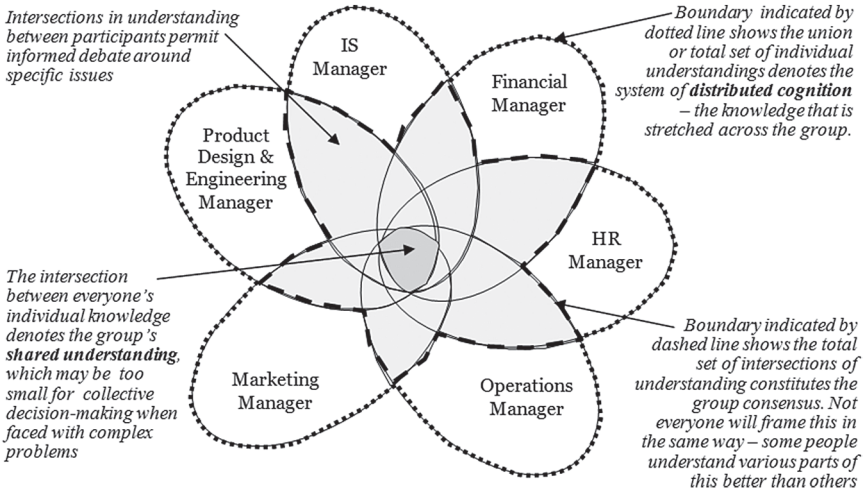 Intersections in understanding
between participants permit
informed debate around
specific issues
IS
Manager
Boundary indicated by
dotted line shows the union
or total set of individual
understandings denotes the
system of distributed cognition
– the knowledge that is
stretched across the group.
Financial
Manager
Product
Design &
Engineering
Manager
HR
Manager
The intersection
between everyone's
individual knowledge
denotes the group's
shared understanding,
which may be too
small for collective
decision-making when
faced with complex
problems
Marketing
Manager
Operations
Manager
Boundary indicated by
dashed line shows the total
set of intersections of
understanding constitutes the
group consensus. Not
everyone will frame this in
the same way – some people
understand various parts of
this better than others